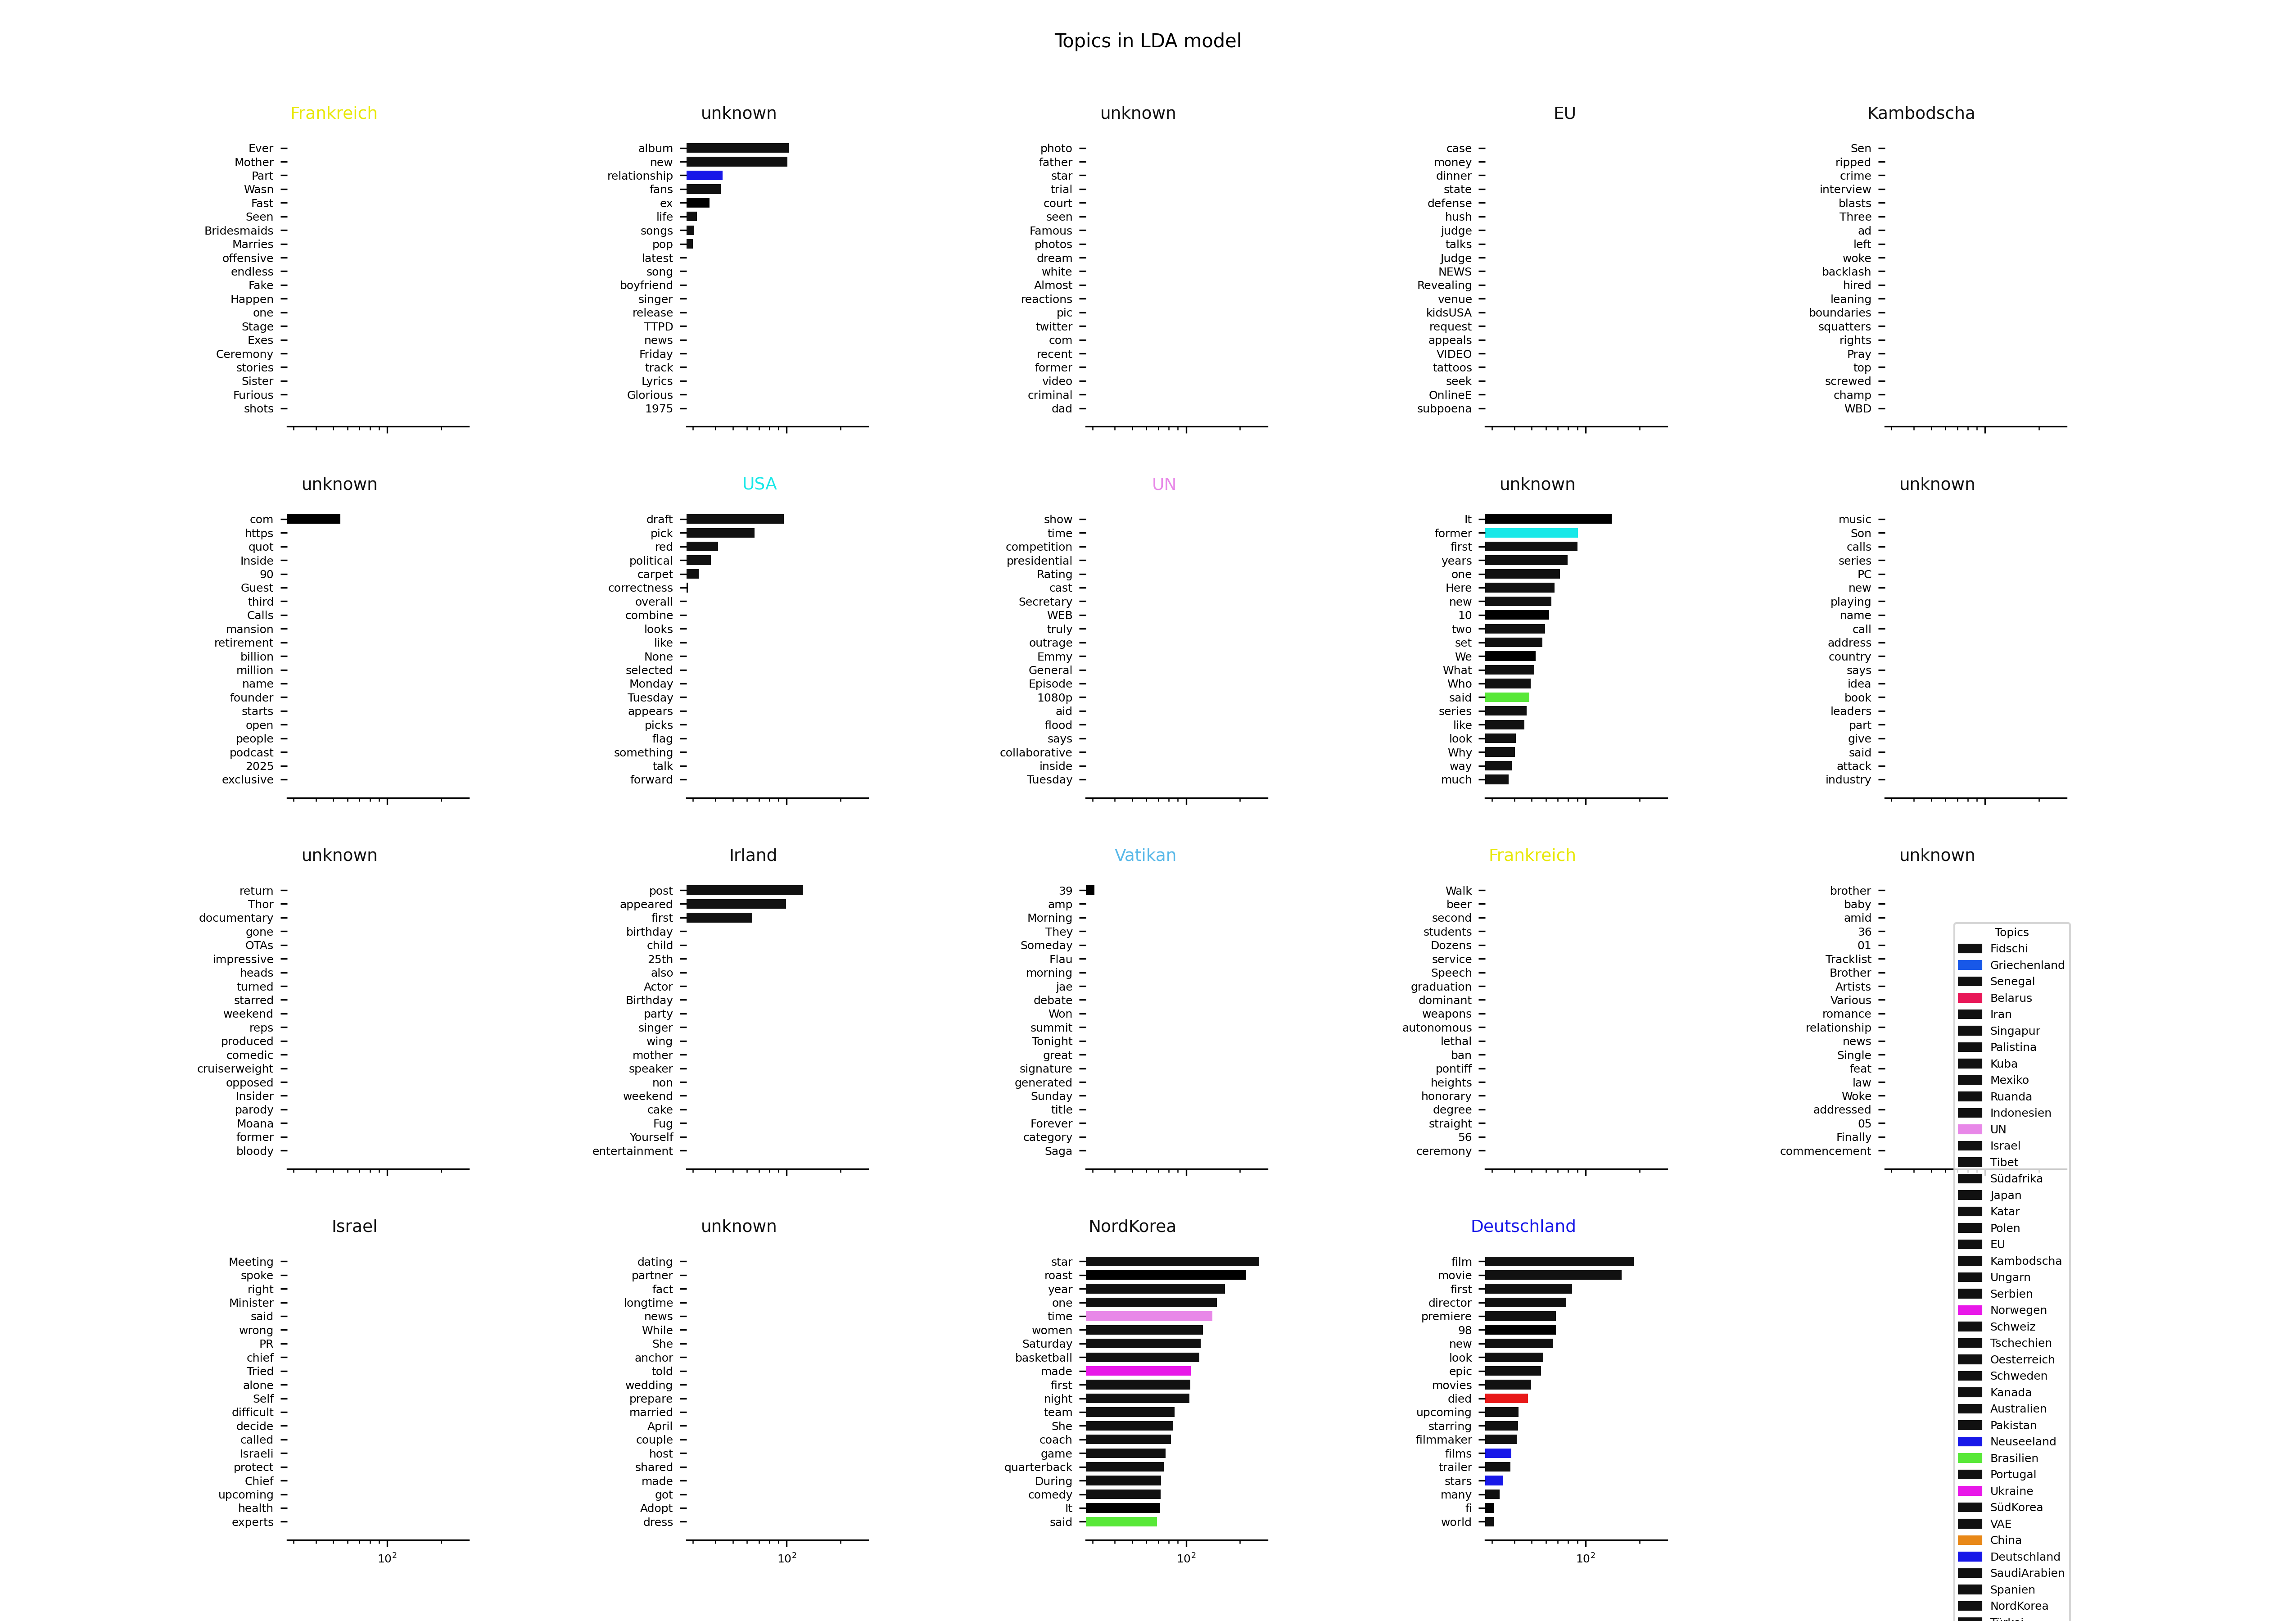 Topics in LDA model
Frankreich
Ever
Mother
Part
Wasn
Fast
Seen
Bridesmaids
Marries
offensive
endless
Fake
Happen
one
Stage
Exes
Ceremony
stories
Sister
Furious
shots
unknown
album
new
relationship
fans
ex
life
songs
pop
latest
song
boyfriend
singer
release
TTPD
news
Friday
track
Lyrics
Glorious
1975
unknown
photo
father
star
trial
court
seen
Famous
photos
dream
white
Almost
reactions
pic
twitter
com
recent
former
video
criminal
dad
EU
case
money
dinner
state
defense
hush
judge
talks
Judge
NEWS
Revealing
venue
kidsUSA
request
appeals
VIDEO
tattoos
seek
OnlineE
subpoena
Kambodscha
Sen
ripped
crime
interview
blasts
Three
ad
left
woke
backlash
hired
leaning
boundaries
squatters
rights
Pray
top
screwed
champ
WBD
unknown
com
https
quot
Inside
90
Guest
third
Calls
mansion
retirement
billion
million
name
founder
starts
open
people
podcast
2025
exclusive
USA
draft
pick
red
political
carpet
correctness
overall
combine
looks
like
None
selected
Monday
Tuesday
appears
picks
flag
something
talk
forward
UN
show
time
competition
presidential
Rating
cast
Secretary
WEB
truly
outrage
Emmy
General
Episode
1080p
aid
flood
says
collaborative
inside
Tuesday
unknown
It
former
first
years
one
Here
new
10
two
set
We
What
Who
said
series
like
look
Why
way
much
unknown
music
Son
calls
series
PC
new
playing
name
call
address
country
says
idea
book
leaders
part
give
said
attack
industry
unknown
return
Thor
documentary
gone
OTAs
impressive
heads
turned
starred
weekend
reps
produced
comedic
cruiserweight
opposed
Insider
parody
Moana
former
bloody
Irland
post
appeared
first
birthday
child
25th
also
Actor
Birthday
party
singer
wing
mother
speaker
non
weekend
cake
Fug
Yourself
entertainment
Vatikan
39
amp
Morning
They
Someday
Flau
morning
jae
debate
Won
summit
Tonight
great
signature
generated
Sunday
title
Forever
category
Saga
Frankreich
Walk
beer
second
students
Dozens
service
Speech
graduation
dominant
weapons
autonomous
lethal
ban
pontiff
heights
honorary
degree
straight
56
ceremony
unknown
brother
baby
amid
36
01
Tracklist
Brother
Artists
Various
romance
relationship
news
Single
feat
law
Woke
addressed
05
Finally
commencement
Israel
Meeting
spoke
right
Minister
said
wrong
PR
chief
Tried
alone
Self
difficult
decide
called
Israeli
protect
Chief
upcoming
health
experts
10²
unknown
dating
partner
fact
longtime
news
While
She
anchor
told
wedding
prepare
married
April
couple
host
shared
made
got
Adopt
dress
10²
NordKorea
star
roast
year
one
time
women
Saturday
basketball
made
first
night
team
She
coach
game
quarterback
During
comedy
It
said
10²
Deutschland
film
movie
first
director
premiere
98
new
look
epic
movies
died
upcoming
starring
filmmaker
films
trailer
stars
many
fi
world
10²
Topics
Fidschi
Griechenland
Senegal
Belarus
Iran
Singapur
Palistina
Kuba
Mexiko
Ruanda
Indonesien
UN
Israel
Tibet
Südafrika
Japan
Katar
Polen
EU
Kambodscha
Ungarn
Serbien
Norwegen
Schweiz
Tschechien
Oesterreich
Schweden
Kanada
Australien
Pakistan
Neuseeland
Brasilien
Portugal
Ukraine
SüdKorea
VAE
China
Deutschland
SaudiArabien
Spanien
NordKorea